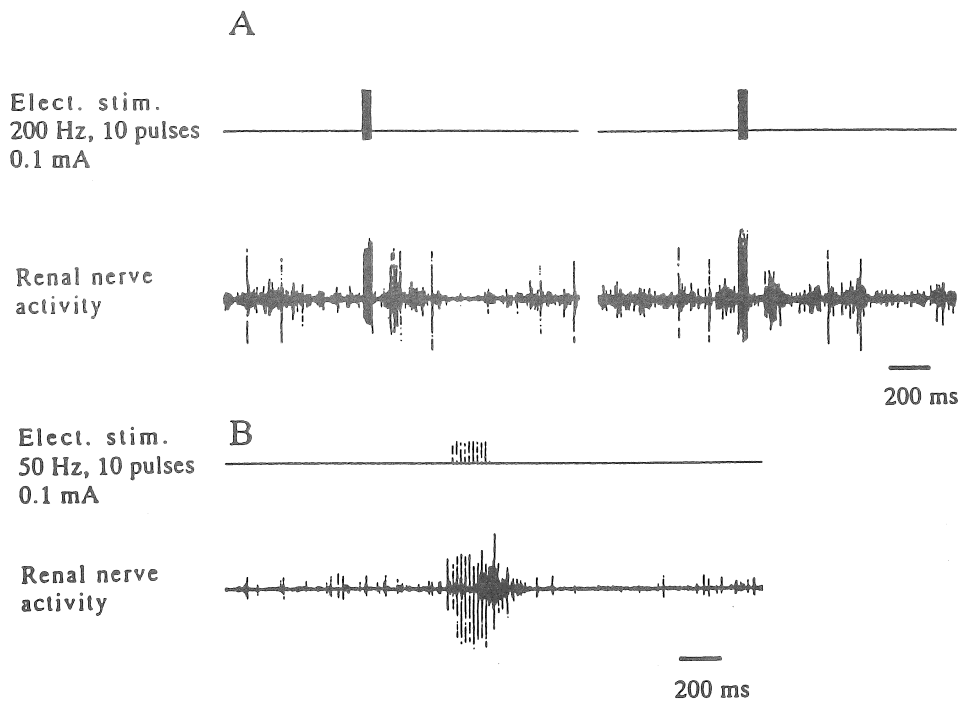 A
Elect. stim.
200 Hz, 10 pulses
0.1 mA
Renal nerve
activity
200 ms
B
Elect. stim.
50 Hz, 10 pulses
0.1 mA
Renal nerve
activity
200 ms